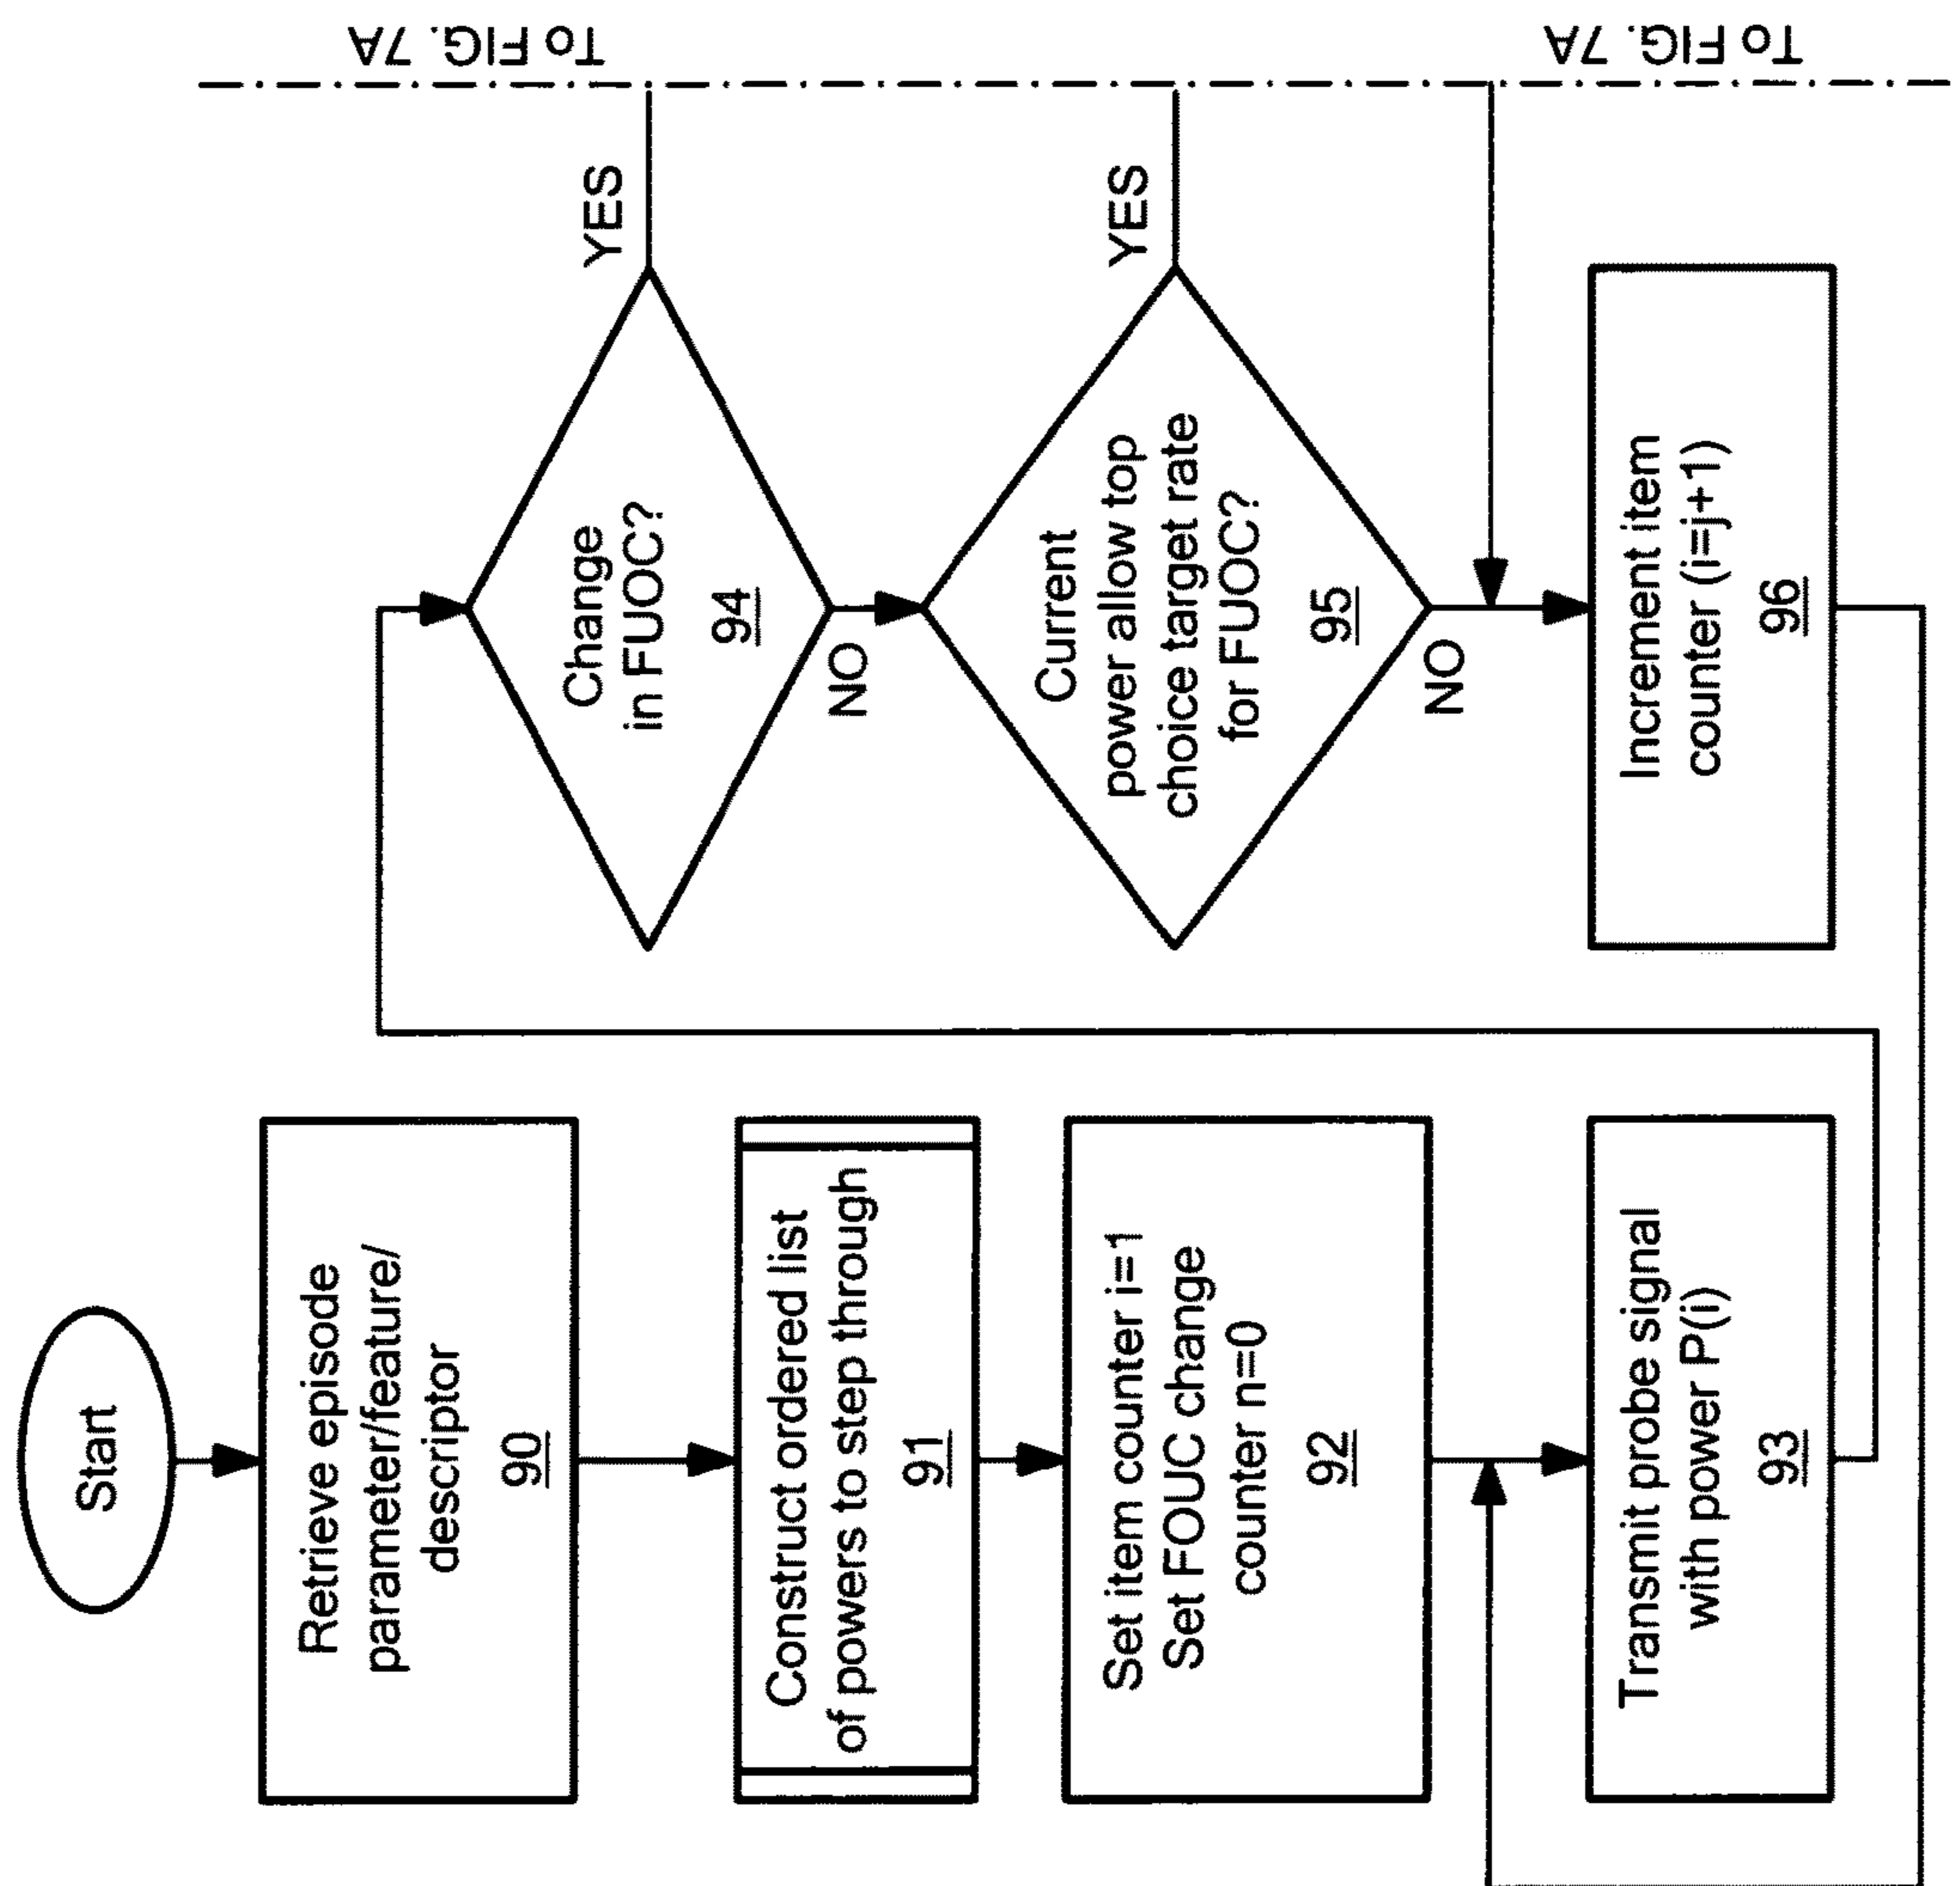 Start
Retrieve episode
parameter/feature/
descriptor
90
Construct ordered list
of powers to step through
91
Set item counter i=1
Set FOUC change
counter n=0
92
Transmit probe signal
with power P(i)
93
Change
in FUOC?
94
YES
NO
Current
power allow top
choice target rate
for FUOC?
95
YES
NO
Increment item
counter (i=j+1)
96
To FIG. 7A
To FIG. 7A